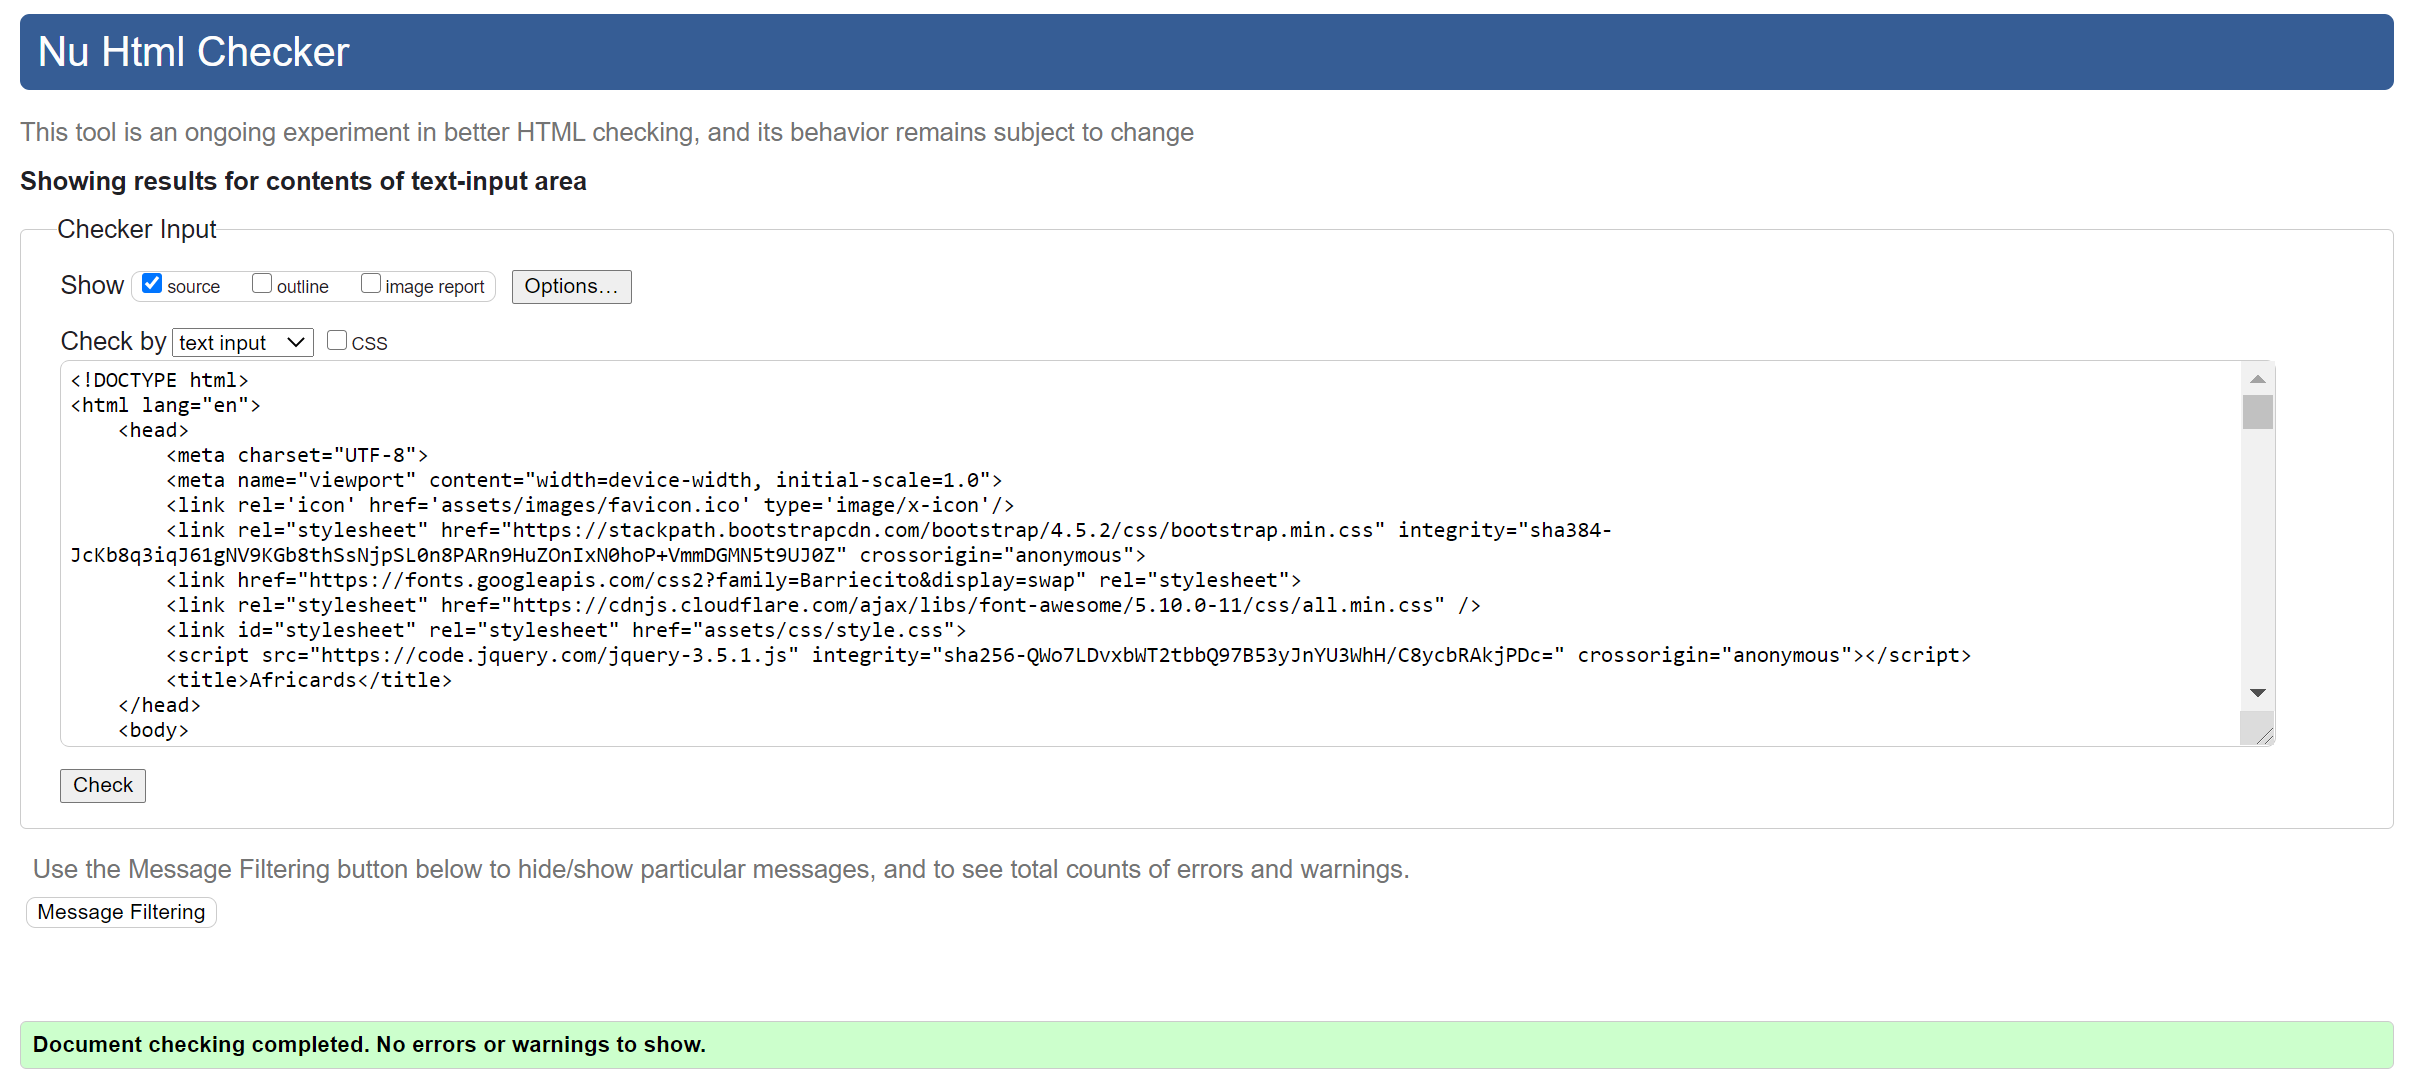 Nu Html Checker
This tool is an ongoing experiment in better HTML checking, and its behavior remains subject to change
Showing results for contents of text-input area
Checker Input
Show source outline image report Options...
Check by text input CSS
<!DOCTYPE html>
<html lang="en">
    <head>
        <meta charset="UTF-8">
        <meta name="viewport" content="width=device-width, initial-scale=1.0">
        <link rel='icon' href='assets/images/favicon.ico' type='image/x-icon'/>
        <link rel="stylesheet" href="https://stackpath.bootstrapcdn.com/bootstrap/4.5.2/css/bootstrap.min.css" integrity="sha384-
JcKb8q3iqJ61gNV9KGb8thSsNjpSL0n8PARn9HuZOnIxN0hoP+VmmDGMN5t9UJ0Z" crossorigin="anonymous">
        <link href="https://fonts.googleapis.com/css2?family=Barriecito&display=swap" rel="stylesheet">
        <link rel="stylesheet" href="https://cdnjs.cloudflare.com/ajax/libs/font-awesome/5.10.0-11/css/all.min.css" />
        <link id="stylesheet" rel="stylesheet" href="assets/css/style.css">
        <script src="https://code.jquery.com/jquery-3.5.1.js" integrity="sha256-QWo7LDvxbWT2tbbQ97B53yJnYU3WhH/C8ycbRAkjPDc=" crossorigin="anonymous"></script>
        <title>Africards</title>
    </head>
    <body>
Check
Use the Message Filtering button below to hide/show particular messages, and to see total counts of errors and warnings.
Message Filtering
Document checking completed. No errors or warnings to show.